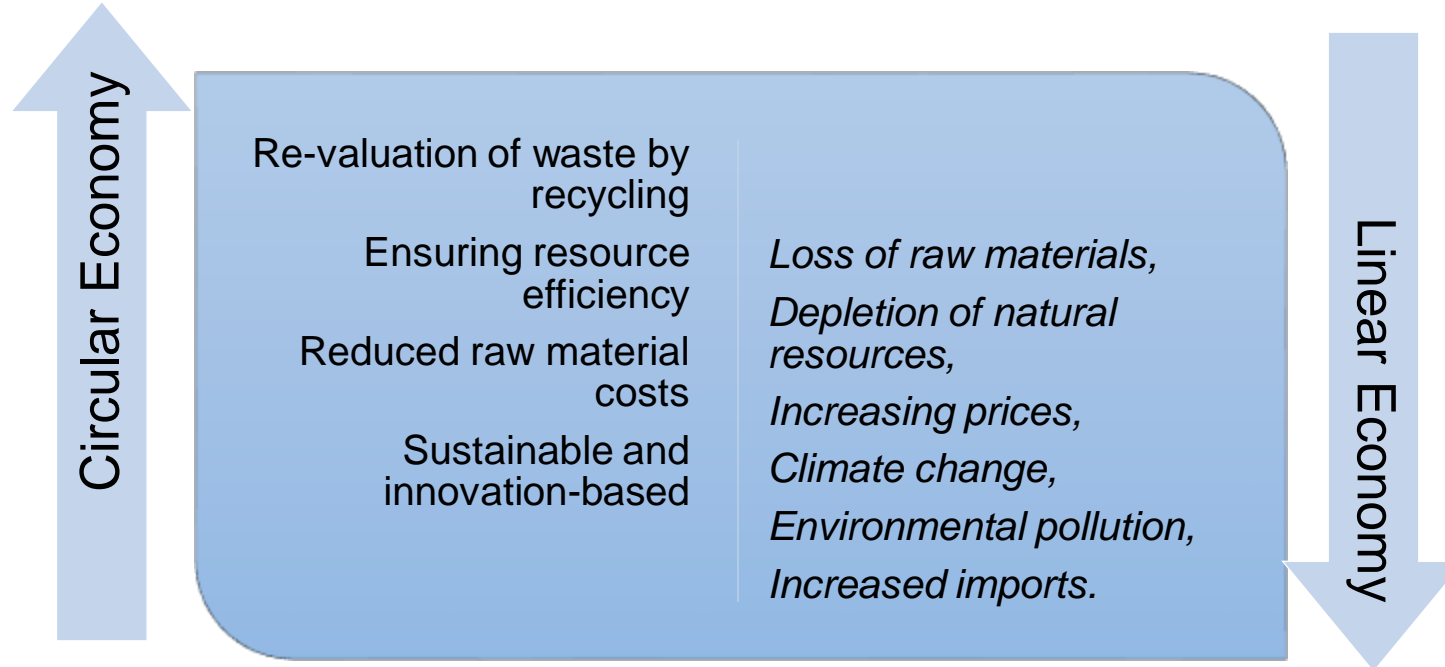 Circular Economy
Re-valuation of waste by
recycling
Ensuring resource
efficiency
Reduced raw material
costs
Sustainable and
innovation-based
Loss of raw materials,
Depletion of natural
resources,
Increasing prices,
Climate change,
Environmental pollution,
Increased imports.
Linear Economy